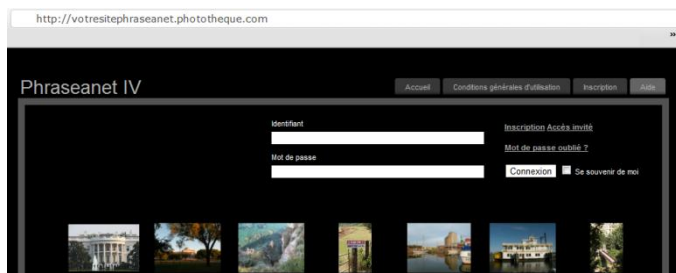 http://votresitephraseanet.phototheque.com
»
Phraseanet IV
Accueil Conditions générales d'utilisation Inscription Aide
Identifiant
Inscription Accès invité
Mot de passe oublié ?
Mot de passe
Connexion Se souvenir de moi